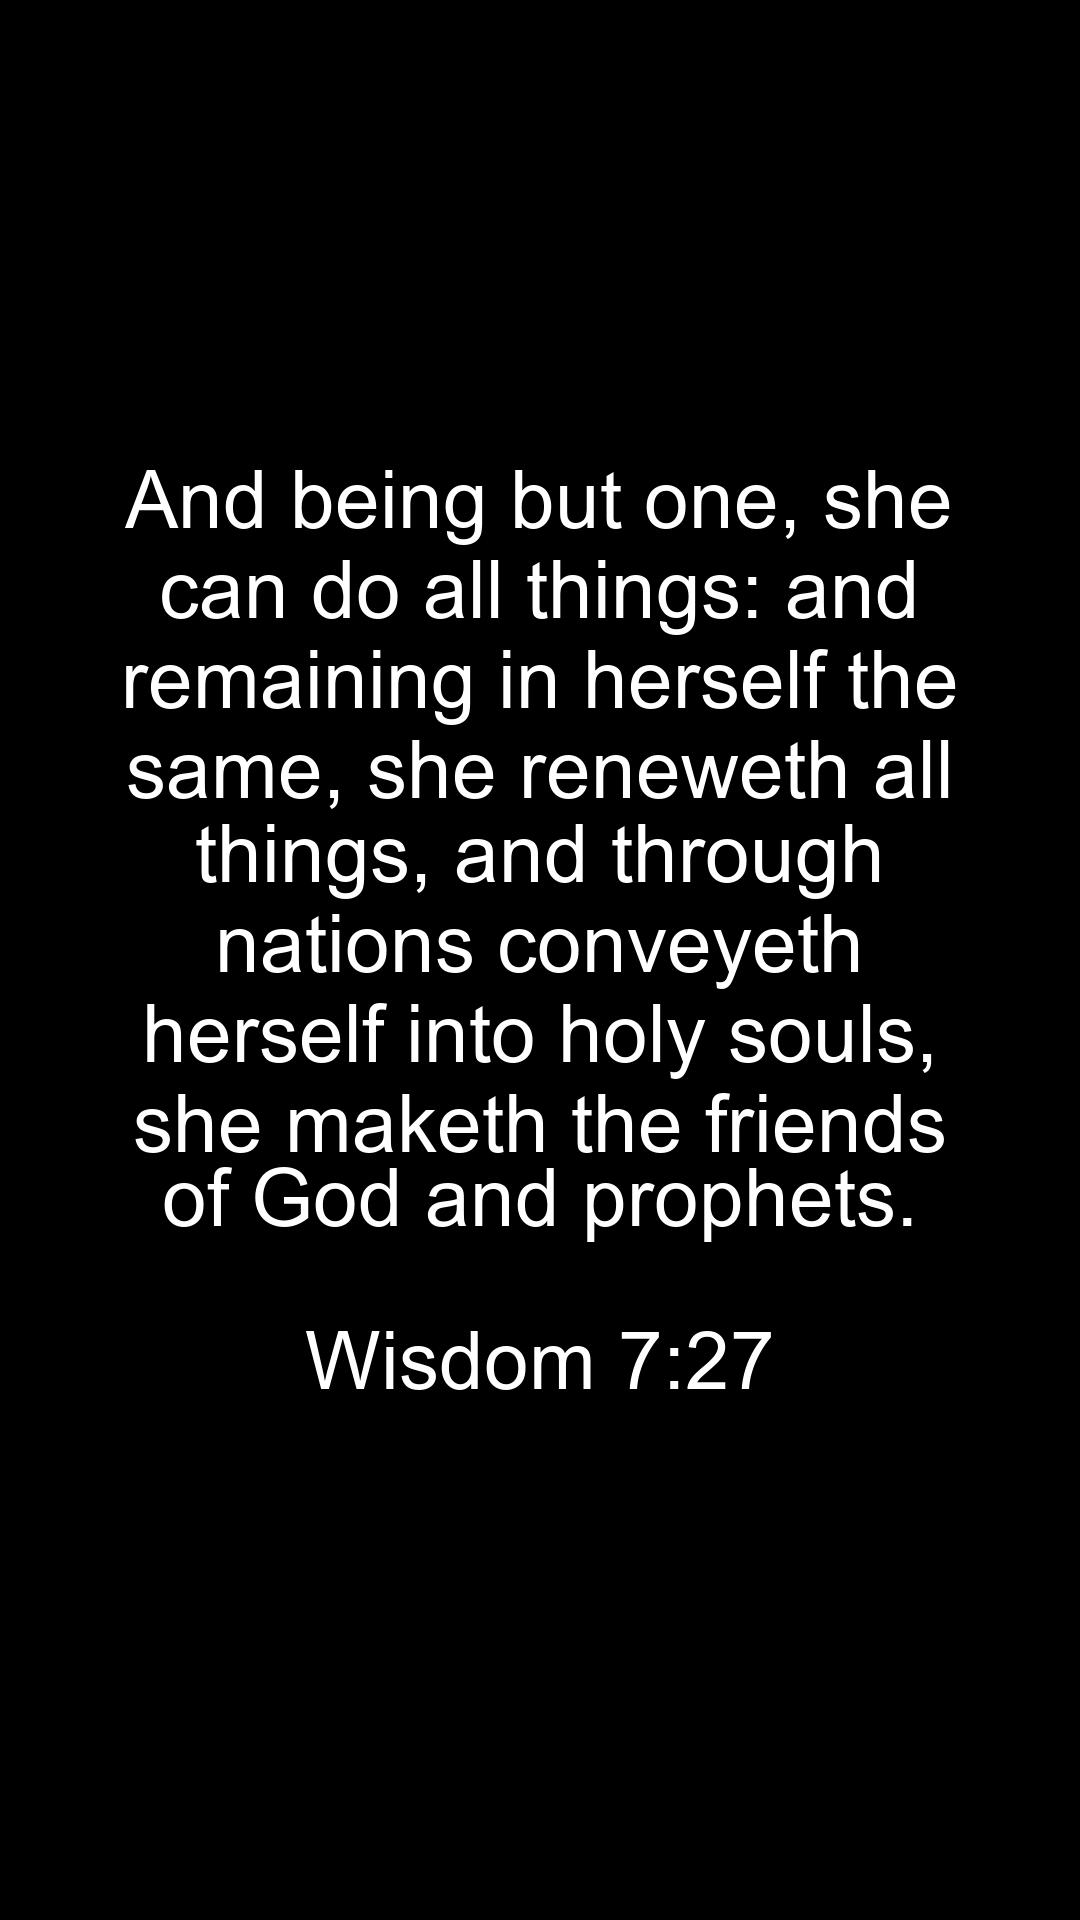 And being but one, she
can do all things: and
remaining in herself the
same, she reneweth all
things, and through
nations conveyeth
herself into holy souls,
she maketh the friends
of God and prophets.
Wisdom 7:27